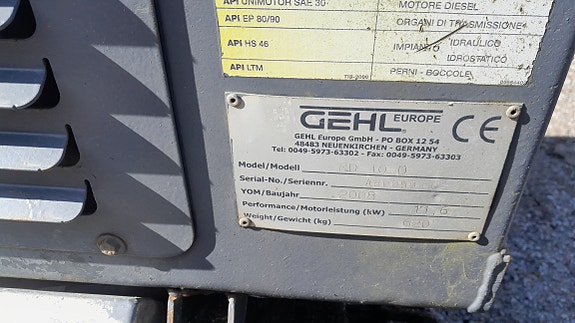 API UNIMOTOR SAE 30 MOTORE DIESEL
API EP 80/90 ORGANI DI TRASMISSIONE
API HS 46 IMPIANTO IDRAULICO
IDROSTATICO
API LTM PERNI - BOCCOLE
GEHL EUROPE CE
GEHL Europe GmbH - PO BOX 12 54
48483 NEUENKIRCHEN - GERMANY
Tel: 0049-5973-63302 - Fax: 0049-5973-63303
Model/Modell
Serial-No./Seriennr.
YOM/Baujahr 2009
Performance/Motorleistung (kW)
Weight/Gewicht (kg) 620